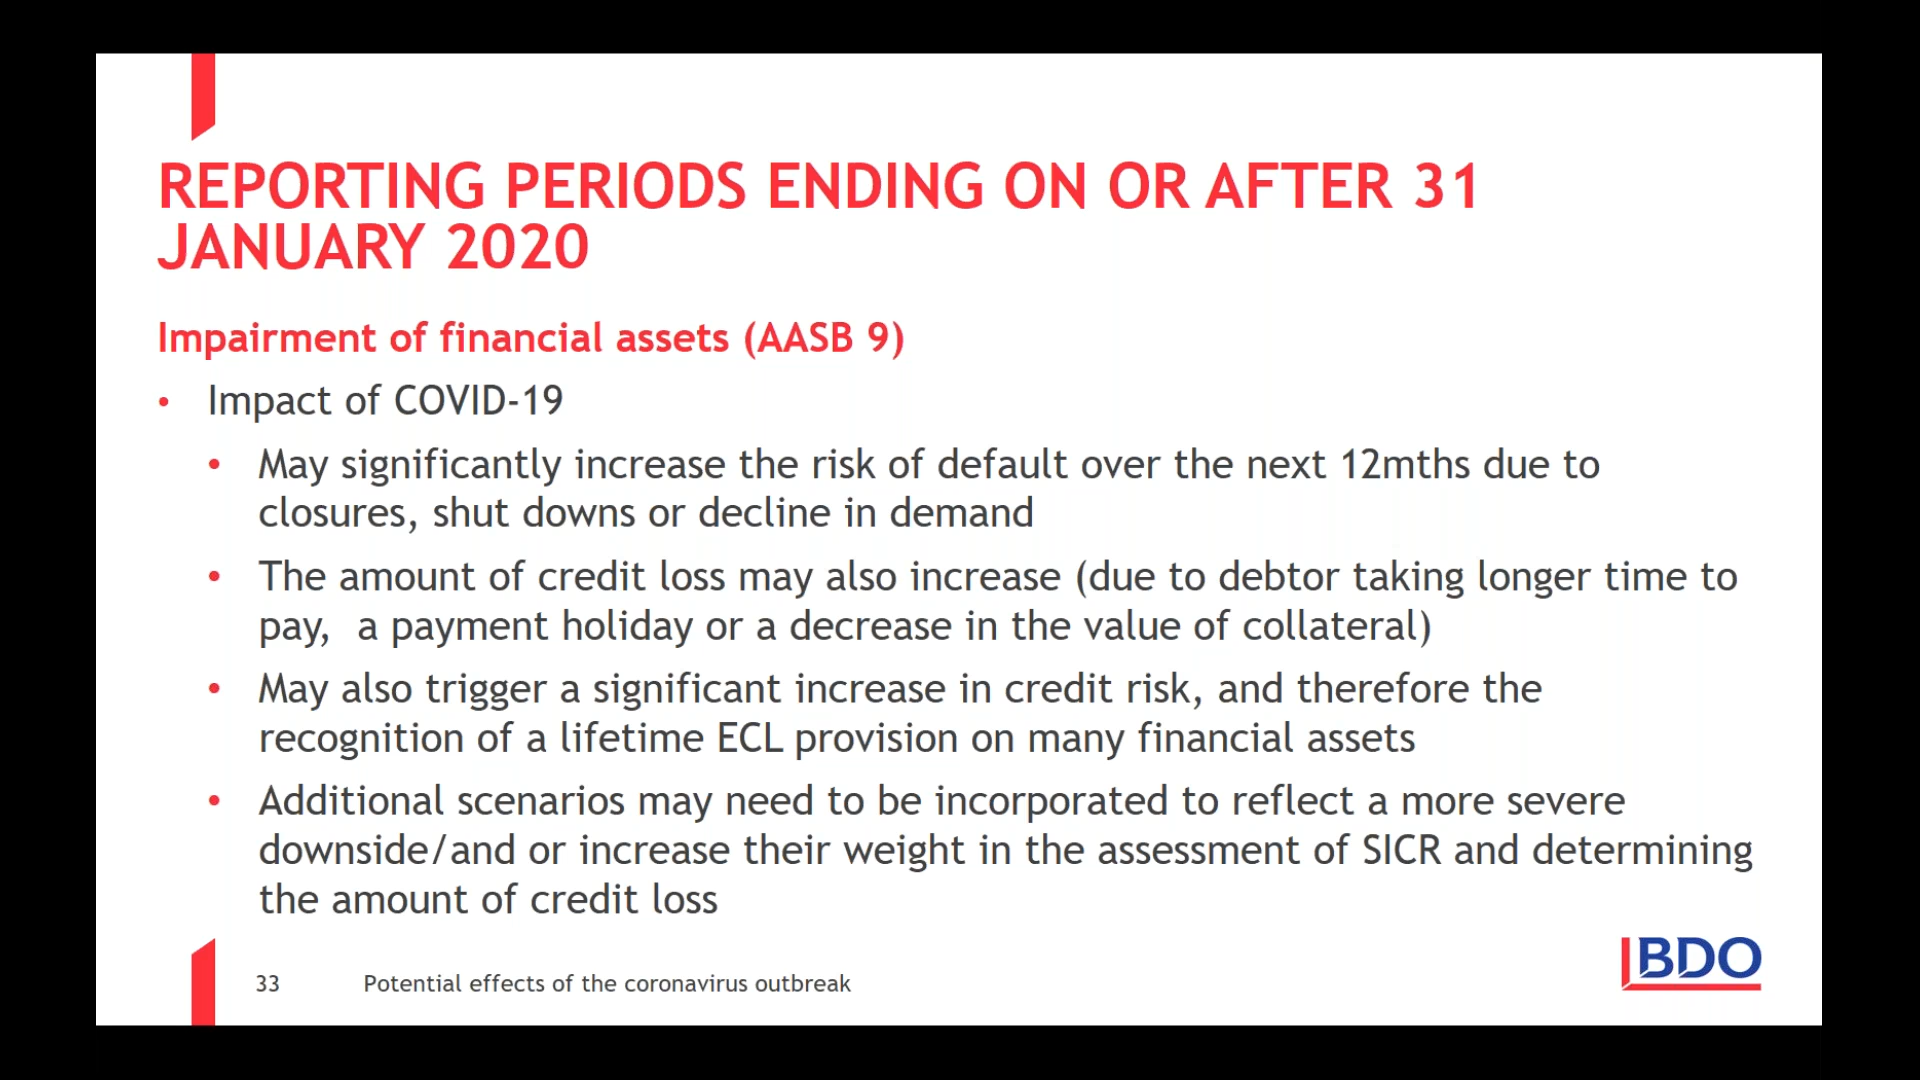 REPORTING PERIODS ENDING ON OR AFTER 31
JANUARY 2020
Impairment of financial assets (AASB 9)
• Impact of COVID-19
• May significantly increase the risk of default over the next 12mths due to
closures, shut downs or decline in demand
• The amount of credit loss may also increase (due to debtor taking longer time to
pay,  a payment holiday or a decrease in the value of collateral)
• May also trigger a significant increase in credit risk, and therefore the
recognition of a lifetime ECL provision on many financial assets
• Additional scenarios may need to be incorporated to reflect a more severe
downside/and or increase their weight in the assessment of SICR and determining
the amount of credit loss
33 Potential effects of the coronavirus outbreak
BDO